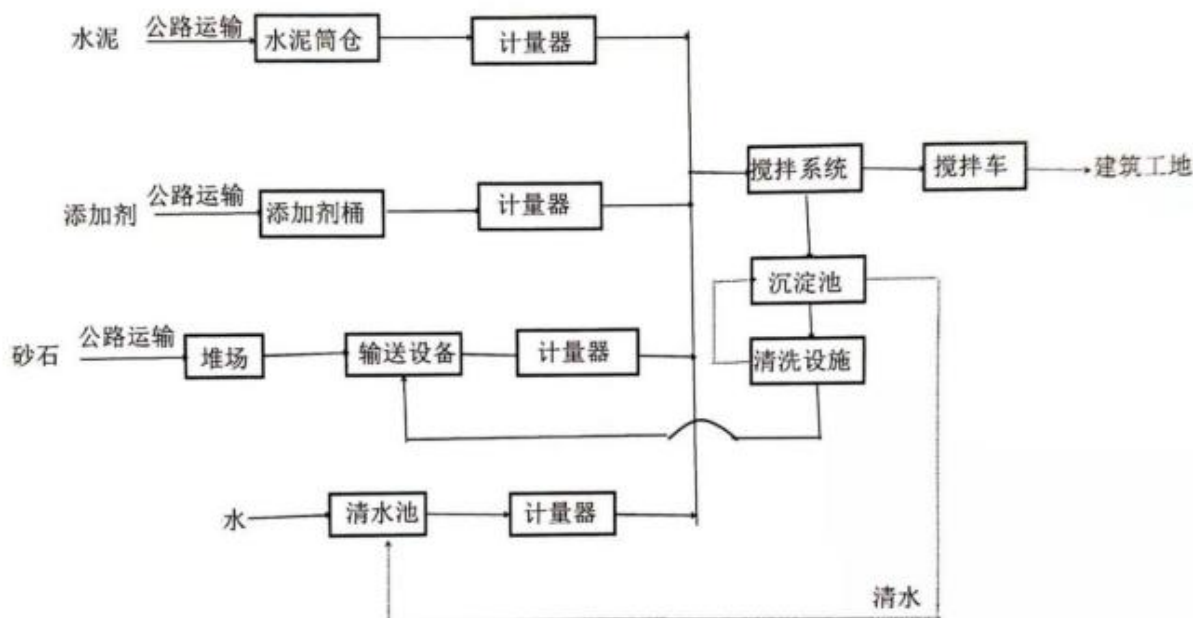 水泥 公路运输 水泥筒仓 计量器
添加剂 公路运输 添加剂桶 计量器
搅拌系统 搅拌车 建筑工地
沉淀池
砂石 公路运输 堆场 输送设备 计量器
清洗设施
水 清水池 计量器
清水